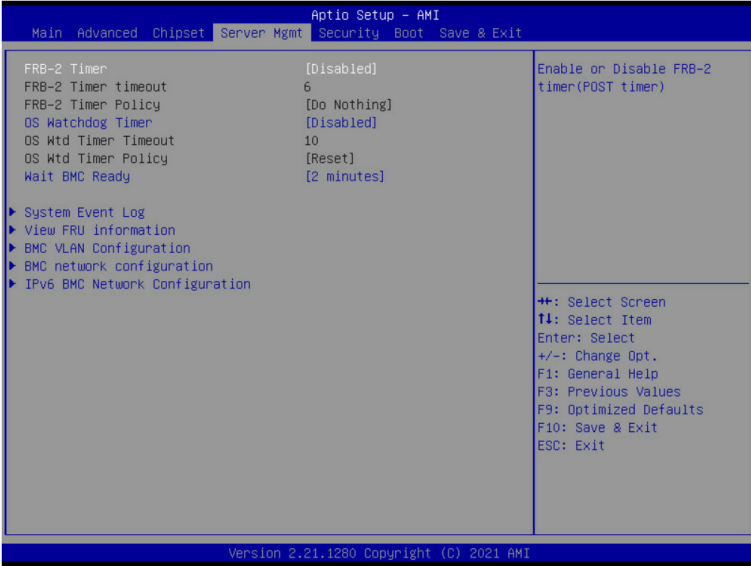 Aptio Setup – AMI
Main Advanced Chipset Server Mgmt Security Boot Save & Exit
FRB-2 Timer [Disabled]
FRB-2 Timer timeout 6
FRB-2 Timer Policy [Do Nothing]
OS Watchdog Timer [Disabled]
OS Wtd Timer Timeout 10
OS Wtd Timer Policy [Reset]
Wait BMC Ready [2 minutes]
▶ System Event Log
▶ View FRU information
▶ BMC VLAN Configuration
▶ BMC network configuration
▶ IPv6 BMC Network Configuration
Enable or Disable FRB-2
timer(POST timer)
→←: Select Screen
↑↓: Select Item
Enter: Select
+/-: Change Opt.
F1: General Help
F3: Previous Values
F9: Optimized Defaults
F10: Save & Exit
ESC: Exit
Version 2.21.1280 Copyright (C) 2021 AMI